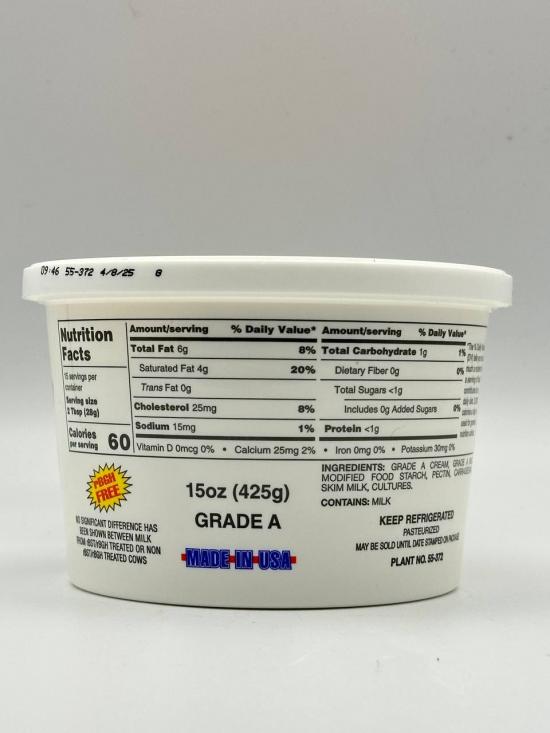 09:46 55-372 4/8/25 8
Nutrition
Facts
15 servings per
container
Serving size
2 Tbsp (28g)
Calories
per serving 60
Amount/serving % Daily Value*
Total Fat 6g 8%
Saturated Fat 4g 20%
Trans Fat 0g
Cholesterol 25mg 8%
Sodium 15mg 1%
Amount/serving % Daily Value*
Total Carbohydrate 1g 1%
Dietary Fiber 0g 0%
Total Sugars <1g
Includes 0g Added Sugars 0%
Protein <1g
Vitamin D 0mcg 0% • Calcium 25mg 2% • Iron 0mg 0% • Potassium 30mg 0%
*The % Daily
INGREDIENTS: GRADE A CREAM, GRADE A
MODIFIED FOOD STARCH, PECTIN,
SKIM MILK, CULTURES.
CONTAINS: MILK
rBGH
FREE
NO SIGNIFICANT DIFFERENCE HAS
BEEN SHOWN BETWEEN MILK
FROM rBST/rBGH TREATED OR NON
rBST/rBGH TREATED COWS
15oz (425g)
GRADE A
MADE IN USA
KEEP REFRIGERATED
PASTEURIZED
MAY BE SOLD UNTIL DATE STAMPED ON PACKAGE
PLANT NO. 55-372